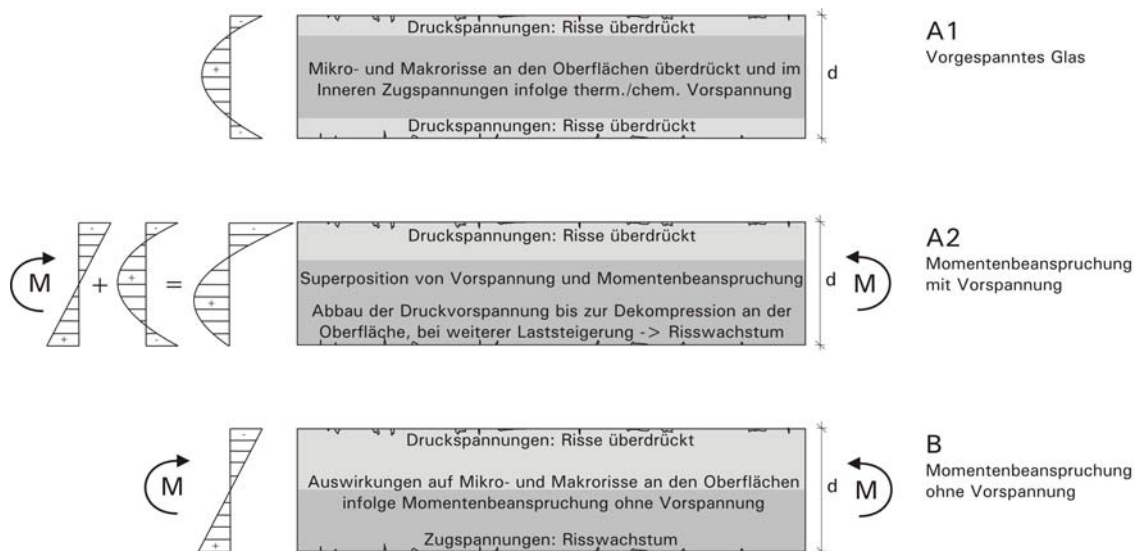 Druckspannungen: Risse überdrückt
Mikro- und Makrorisse an den Oberflächen überdrückt und im
Inneren Zugspannungen infolge therm./chem. Vorspannung
Druckspannungen: Risse überdrückt
-
+
-
d
A1
Vorgespanntes Glas
M
-
+
+
-
+
-
=
-
+
Druckspannungen: Risse überdrückt
Superposition von Vorspannung und Momentenbeanspruchung
Abbau der Druckvorspannung bis zur Dekompression an der
Oberfläche, bei weiterer Laststeigerung -> Risswachstum
d
M
A2
Momentenbeanspruchung
mit Vorspannung
M
-
+
Druckspannungen: Risse überdrückt
Auswirkungen auf Mikro- und Makrorisse an den Oberflächen
infolge Momentenbeanspruchung ohne Vorspannung
Zugspannungen: Risswachstum
d
M
B
Momentenbeanspruchung
ohne Vorspannung